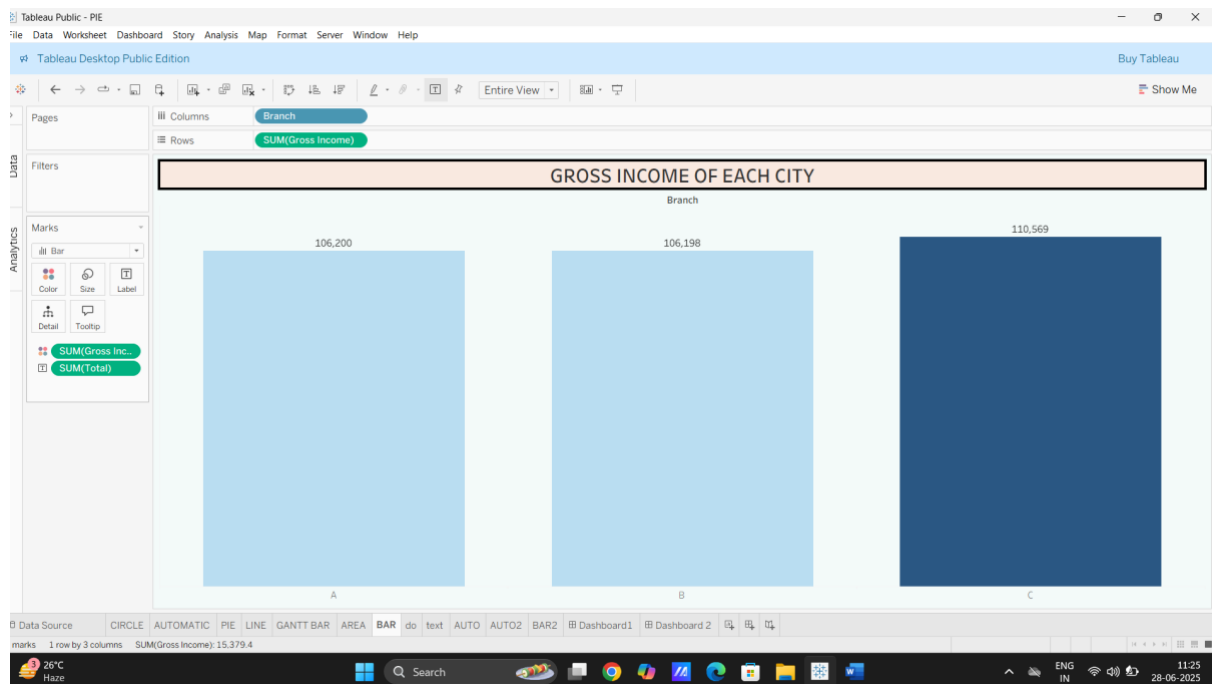 Tableau Public - PIE
File Data Worksheet Dashboard Story Analysis Map Format Server Window Help
Tableau Desktop Public Edition
Buy Tableau
Entire View
Show Me
Pages
Columns
Branch
Rows
SUM(Gross Income)
Data
Filters
GROSS INCOME OF EACH CITY
Branch
Analytics
Marks
Bar
Color Size Label
Detail Tooltip
SUM(Gross Inc..
SUM(Total)
106,200
106,198
110,569
A
B
C
Data Source CIRCLE AUTOMATIC PIE LINE GANTT BAR AREA BAR do text AUTO AUTO2 BAR2 Dashboard1 Dashboard 2
marks 1 row by 3 columns SUM(Gross Income): 15,379.4
3
26°C
Haze
Search
ENG
IN
11:25
28-06-2025